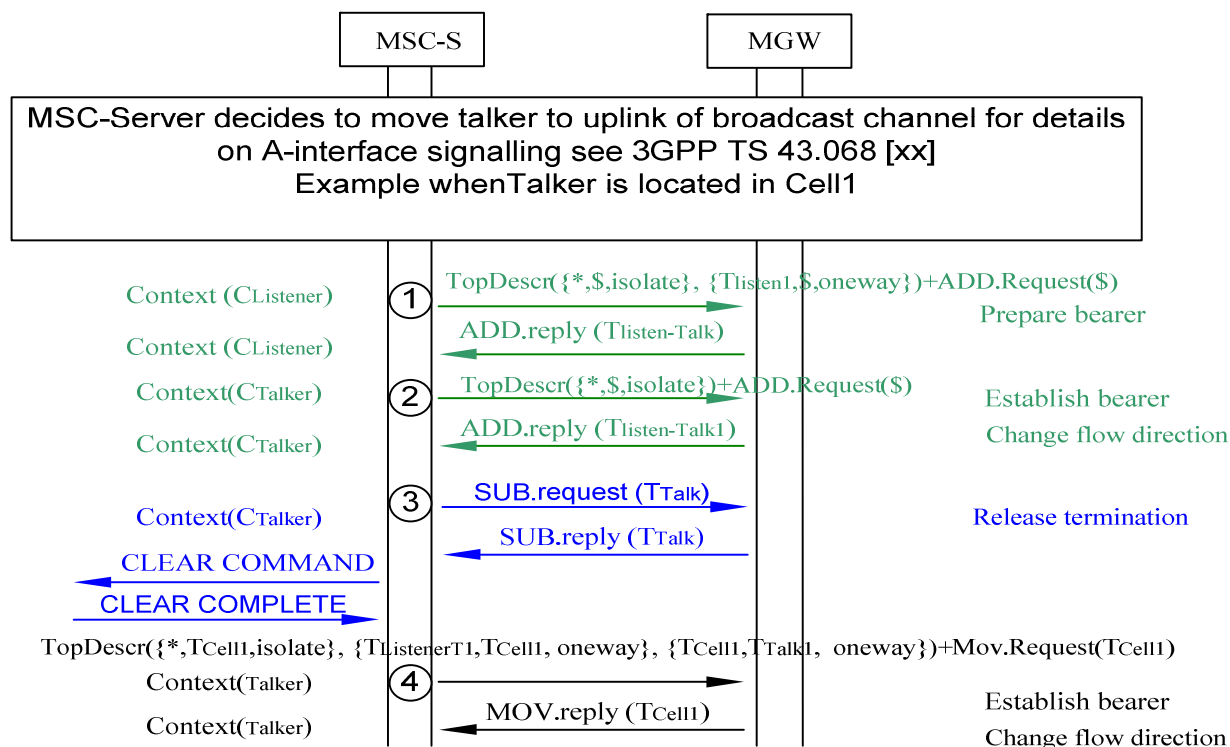 MSC-S MGW
MSC-Server decides to move talker to uplink of broadcast channel for details
on A-interface signalling see 3GPP TS 43.068 [xx]
Example whenTalker is located in Cell1
TopDescr({*,$,isolate}, {Tlisten1,$,oneway})+ADD.Request($)
Context (CListener) 1
Prepare bearer
ADD.reply (Tlisten-Talk)
Context (CListener)
TopDescr({*,$,isolate})+ADD.Request($)
Context(CTalker) 2 Establish bearer
ADD.reply (Tlisten-Talk1)
Context(CTalker) Change flow direction
SUB.request (TTalk)
3
Context(CTalker) Release termination
SUB.reply (TTalk)
CLEAR COMMAND
CLEAR COMPLETE
TopDescr({*,TCell1,isolate}, {TListenerT1,TCell1, oneway}, {TCell1,TTalk1, oneway})+Mov.Request(TCell1)
Context(Talker) 4
Establish bearer
MOV.reply (TCell1)
Context(Talker)
Change flow direction